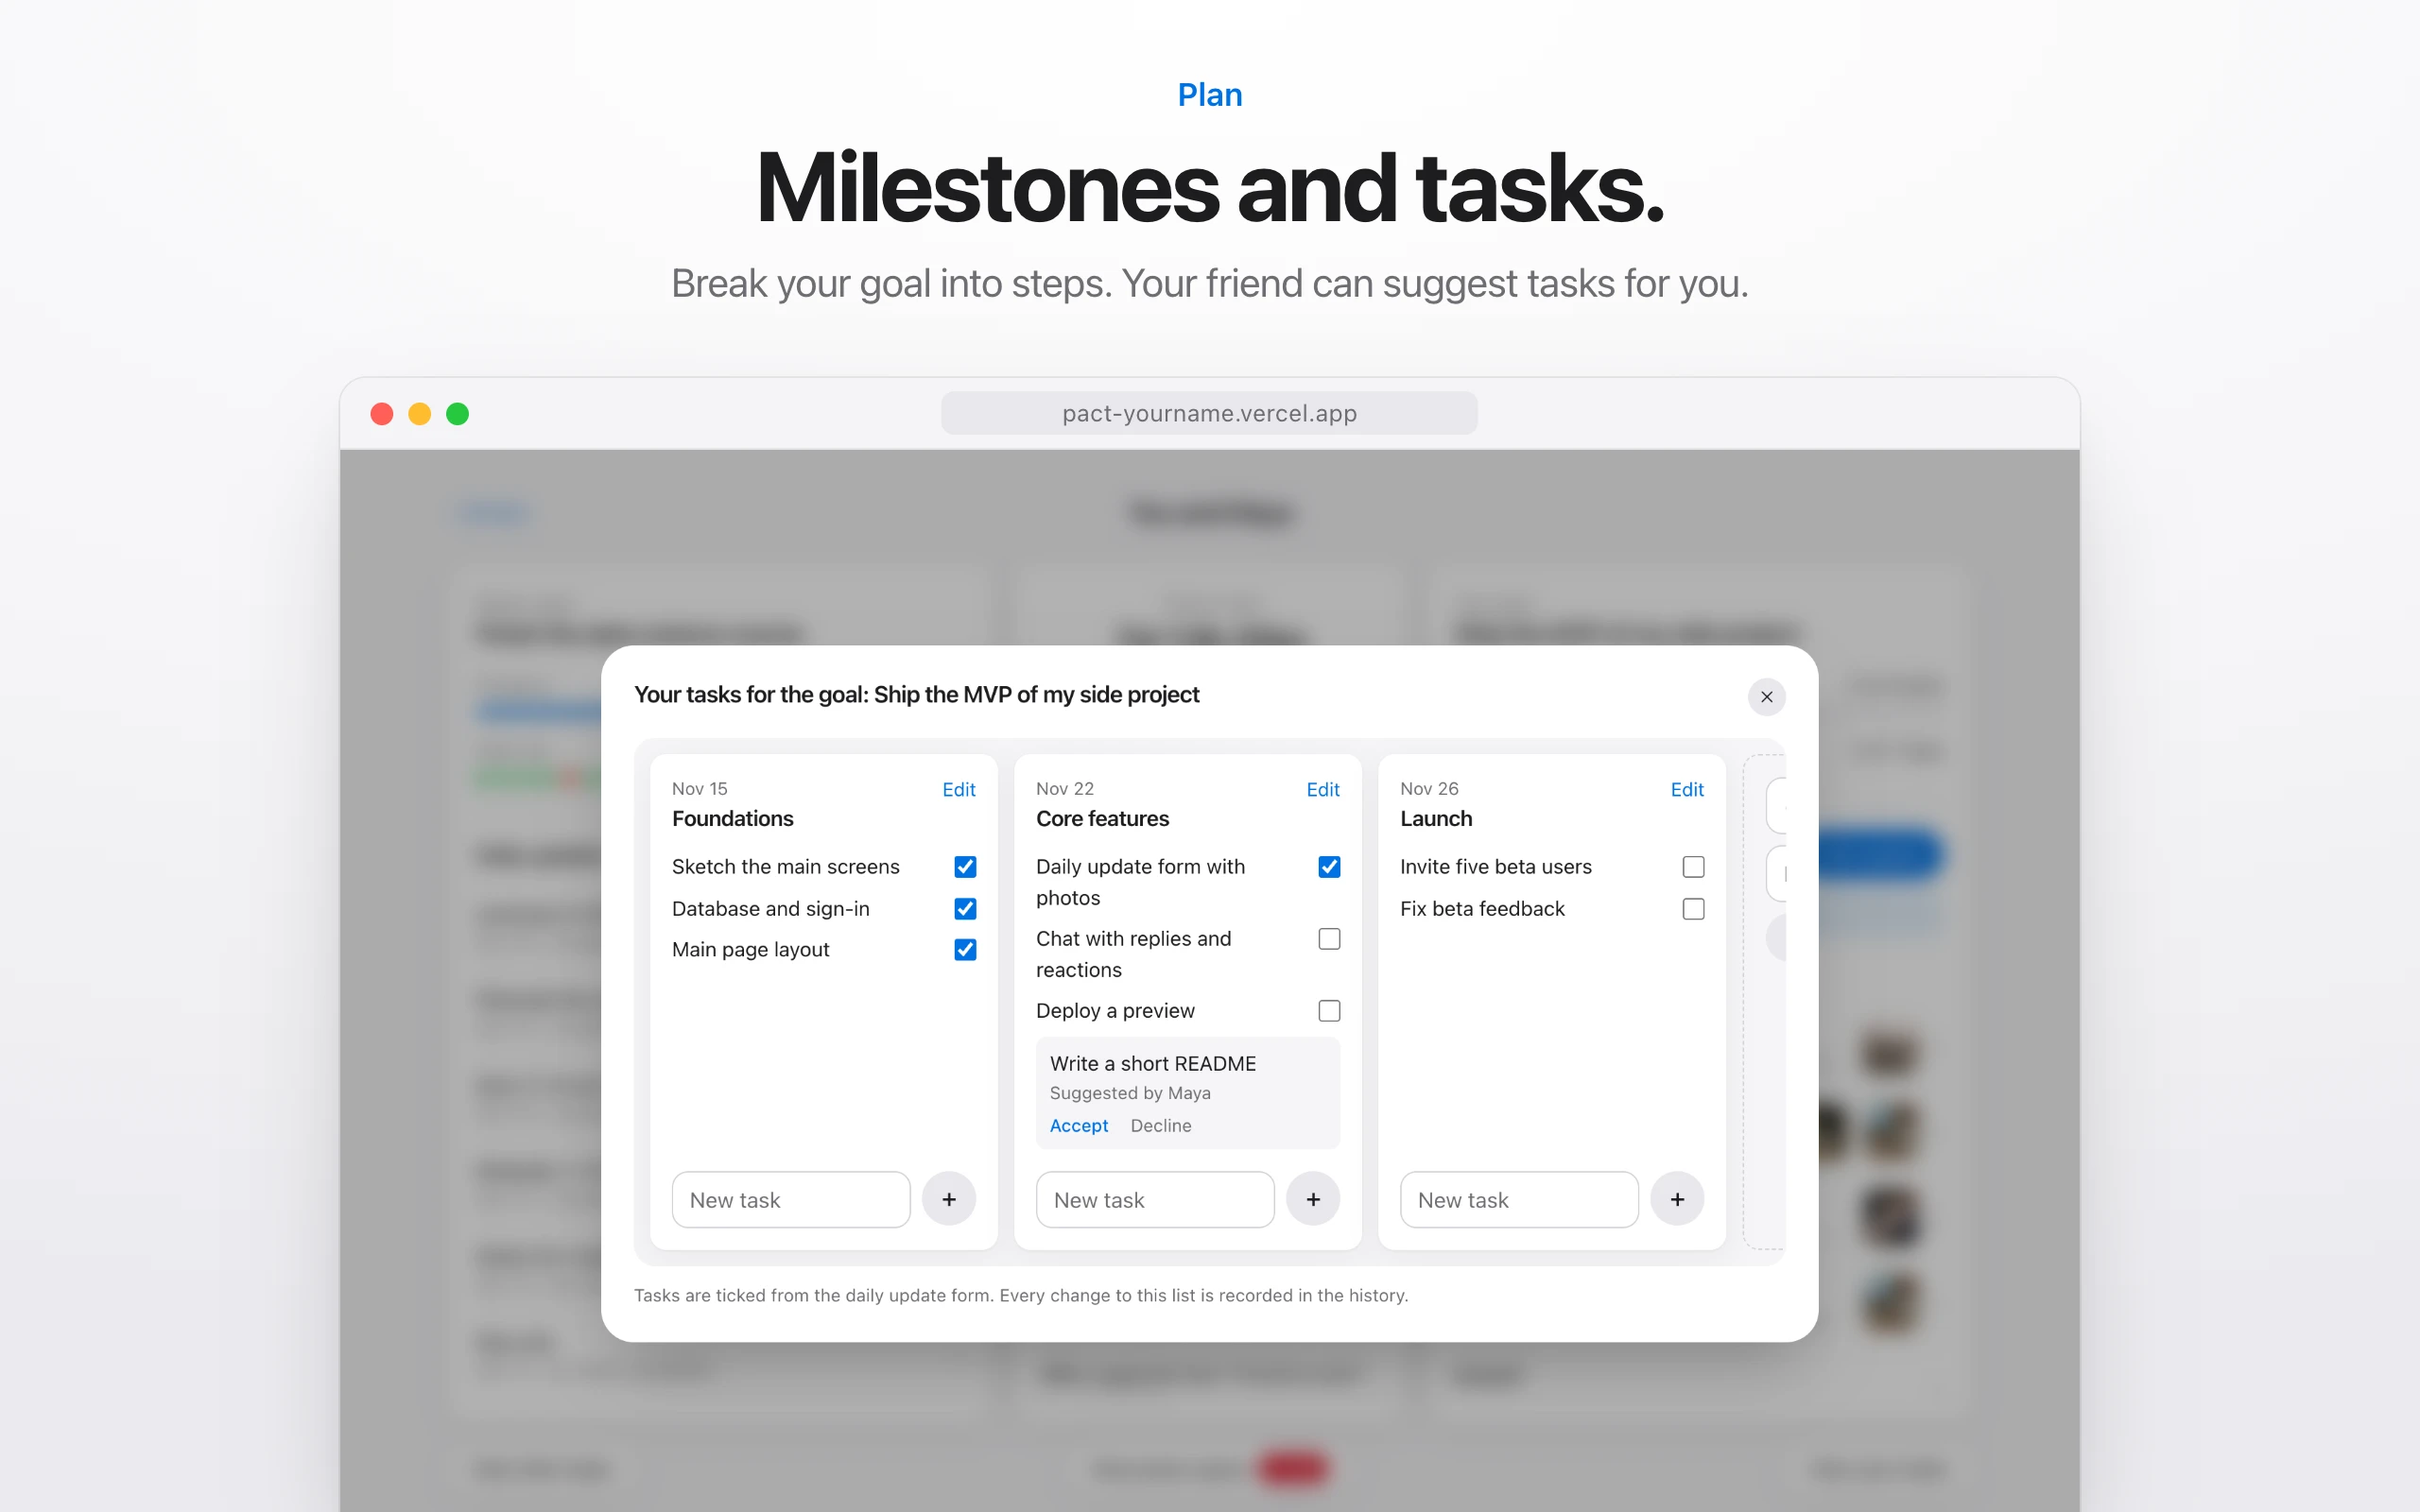 Plan
Milestones and tasks.
Break your goal into steps. Your friend can suggest tasks for you.
pact-yourname.vercel.app
Your tasks for the goal: Ship the MVP of my side project
Nov 15
Edit
Foundations
Sketch the main screens
Database and sign-in
Main page layout
New task
+
Nov 22
Edit
Core features
Daily update form with
photos
Chat with replies and
reactions
Deploy a preview
Write a short README
Suggested by Maya
Accept
Decline
New task
+
Nov 26
Edit
Launch
Invite five beta users
Fix beta feedback
New task
+
Tasks are ticked from the daily update form. Every change to this list is recorded in the history.